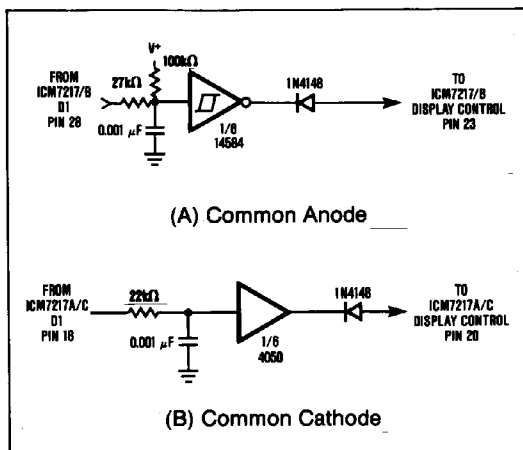 V+
100kΩ
27kΩ
FROM
ICM7217/B
D1
PIN 28
0.001 µF
1/6
14584
1N4148
TO
ICM7217/B
DISPLAY CONTROL
PIN 23
(A) Common Anode
FROM
ICM7217A/C
D1
PIN 18
22kΩ
0.001 µF
1/6
4050
1N4148
TO
ICM7217A/C
DISPLAY CONTROL
PIN 20
(B) Common Cathode